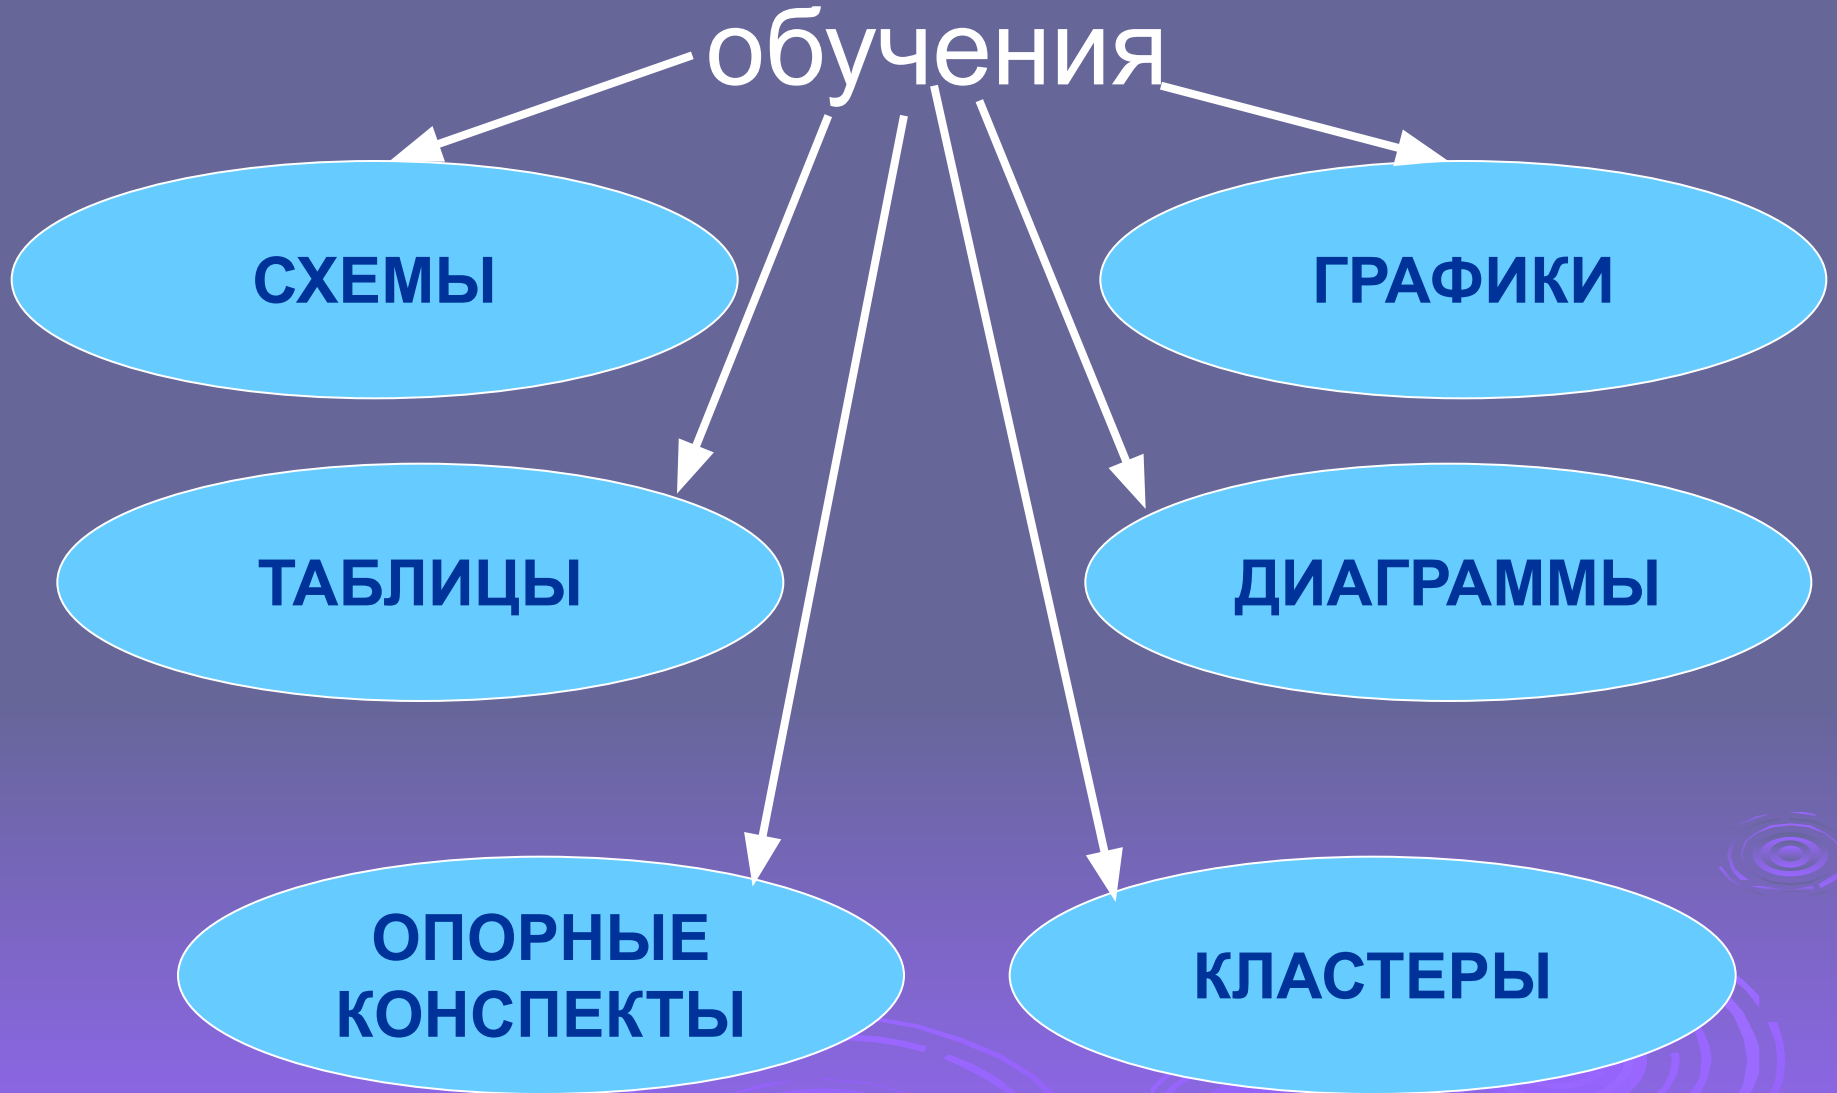 обучения
СХЕМЫ
ГРАФИКИ
ТАБЛИЦЫ
ДИАГРАММЫ
ОПОРНЫЕ
КОНСПЕКТЫ
КЛАСТЕРЫ